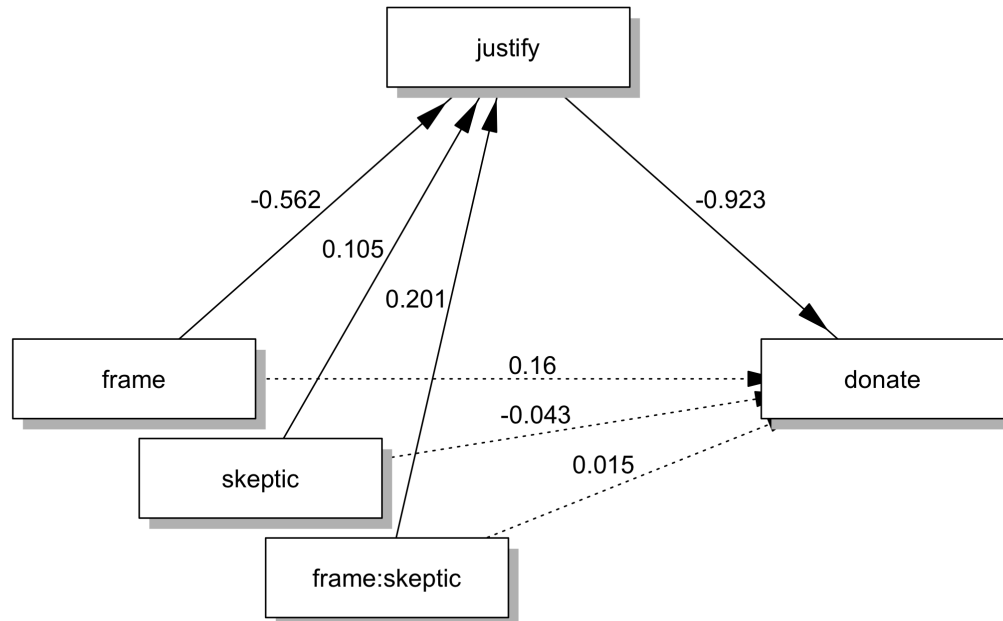 justify
-0.562
-0.923
0.105
0.201
frame
0.16
donate
-0.043
skeptic
0.015
frame:skeptic